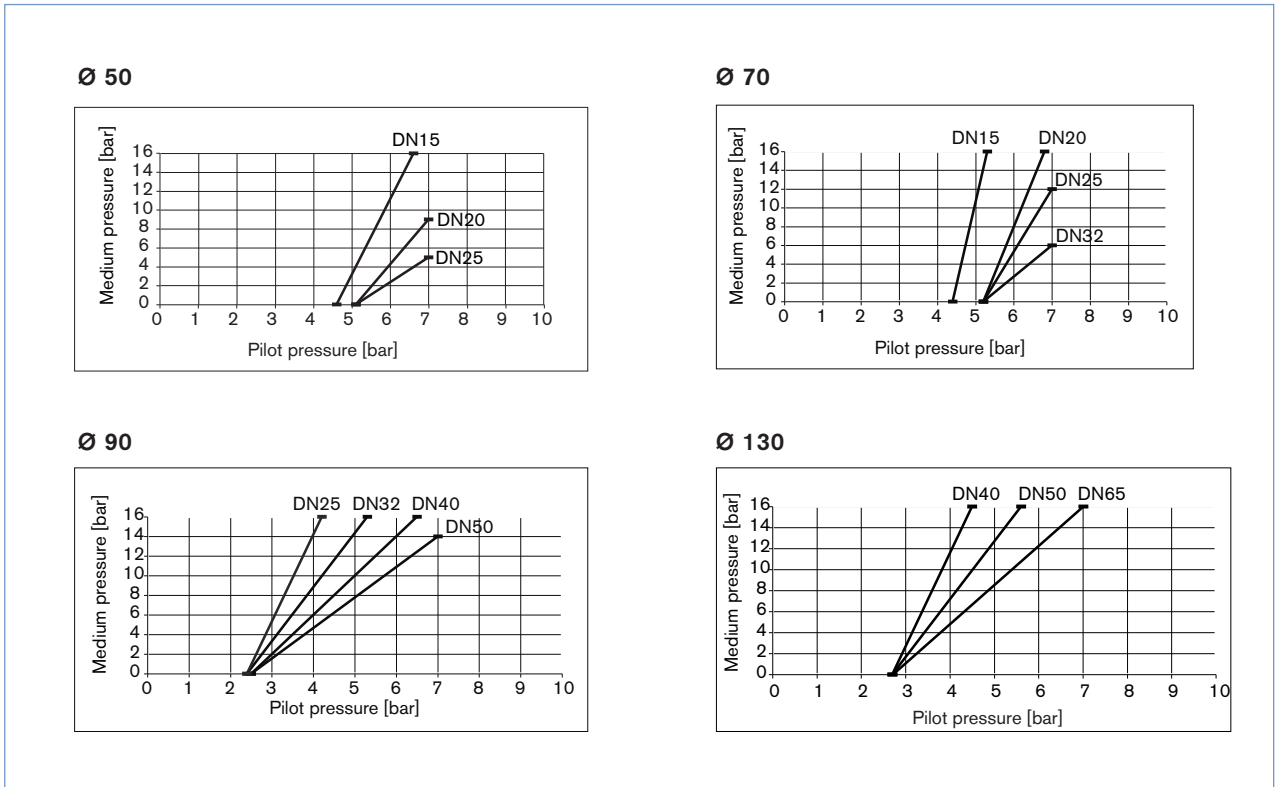 Ø 50
Medium pressure [bar]
16
14
12
10
8
6
4
2
0
DN15
DN20
DN25
0 1 2 3 4 5 6 7 8 9 10
Pilot pressure [bar]
Ø 70
Medium pressure [bar]
16
14
12
10
8
6
4
2
0
DN15 DN20
DN25
DN32
0 1 2 3 4 5 6 7 8 9 10
Pilot pressure [bar]
Ø 90
Medium pressure [bar]
16
14
12
10
8
6
4
2
0
DN25 DN32 DN40
DN50
0 1 2 3 4 5 6 7 8 9 10
Pilot pressure [bar]
Ø 130
Medium pressure [bar]
16
14
12
10
8
6
4
2
0
DN40 DN50 DN65
0 1 2 3 4 5 6 7 8 9 10
Pilot pressure [bar]